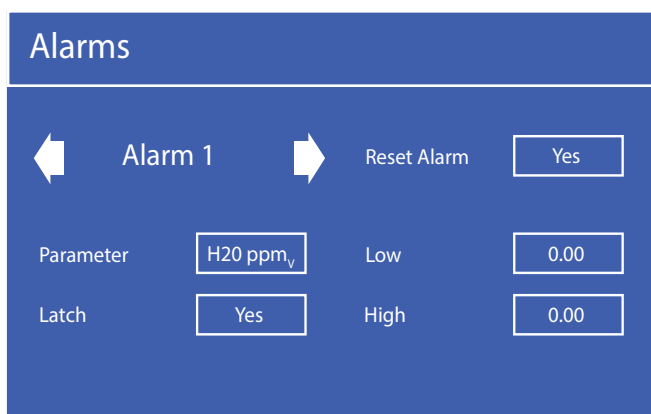 Alarms
Alarm 1 Reset Alarm Yes
Parameter H20 ppmv Low 0.00
Latch Yes High 0.00